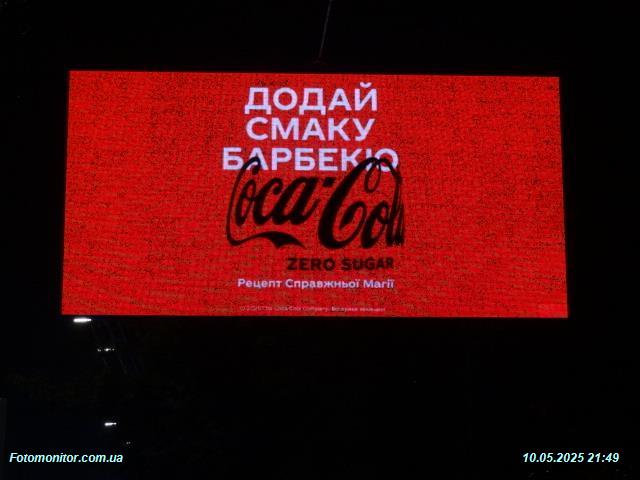 ДОДАЙ
СМАКУ
БАРБЕКЮ
Coca-Cola
ZERO SUGAR
Рецепт Справжньої Магії
Fotomonitor.com.ua
10.05.2025 21:49